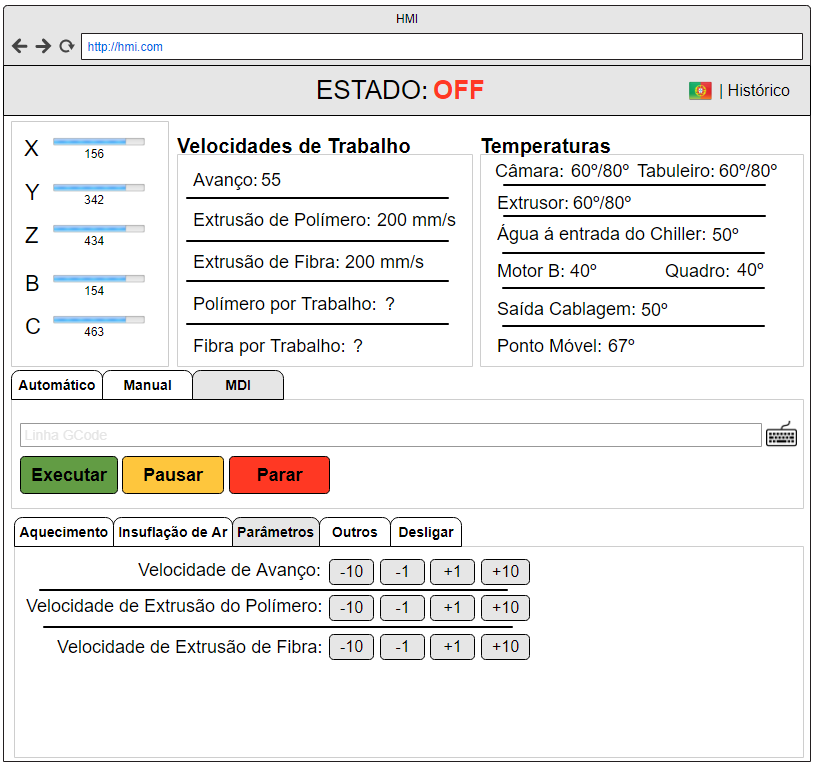 HMI
http://hmi.com
ESTADO: OFF
| Histórico
X
156
Y
342
Z
434
B
154
C
463
Velocidades de Trabalho
Avanço: 55
Extrusão de Polímero: 200 mm/s
Extrusão de Fibra: 200 mm/s
Polímero por Trabalho: ?
Fibra por Trabalho: ?
Temperaturas
Câmara: 60º/80º Tabuleiro: 60º/80º
Extrusor: 60º/80º
Água á entrada do Chiller: 50º
Motor B: 40º Quadro: 40º
Saída Cablagem: 50º
Ponto Móvel: 67º
Automático Manual MDI
Linha GCode
Executar Pausar Parar
Aquecimento Insuflação de Ar Parâmetros Outros Desligar
Velocidade de Avanço: -10 -1 +1 +10
Velocidade de Extrusão do Polímero: -10 -1 +1 +10
Velocidade de Extrusão de Fibra: -10 -1 +1 +10